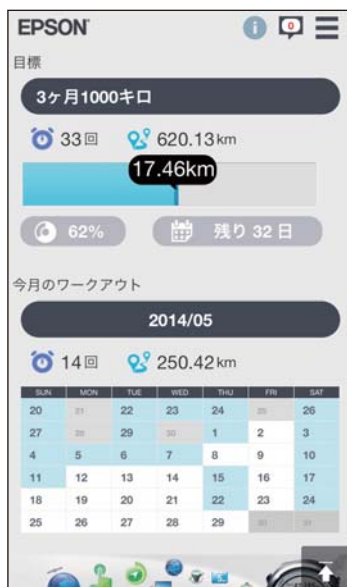 EPSON
i 0
目標
3ヶ月1000キロ
33回 620.13km
17.46km
62% 残り 32 日
今月のワークアウト
2014/05
14回 250.42km
SUN MON TUE WED THU FRI SAT
20 21 22 23 24 25 26
27 28 29 30 1 2 3
4 5 6 7 8 9 10
11 12 13 14 15 16 17
18 19 20 21 22 23 24
25 26 27 28 29 30 31